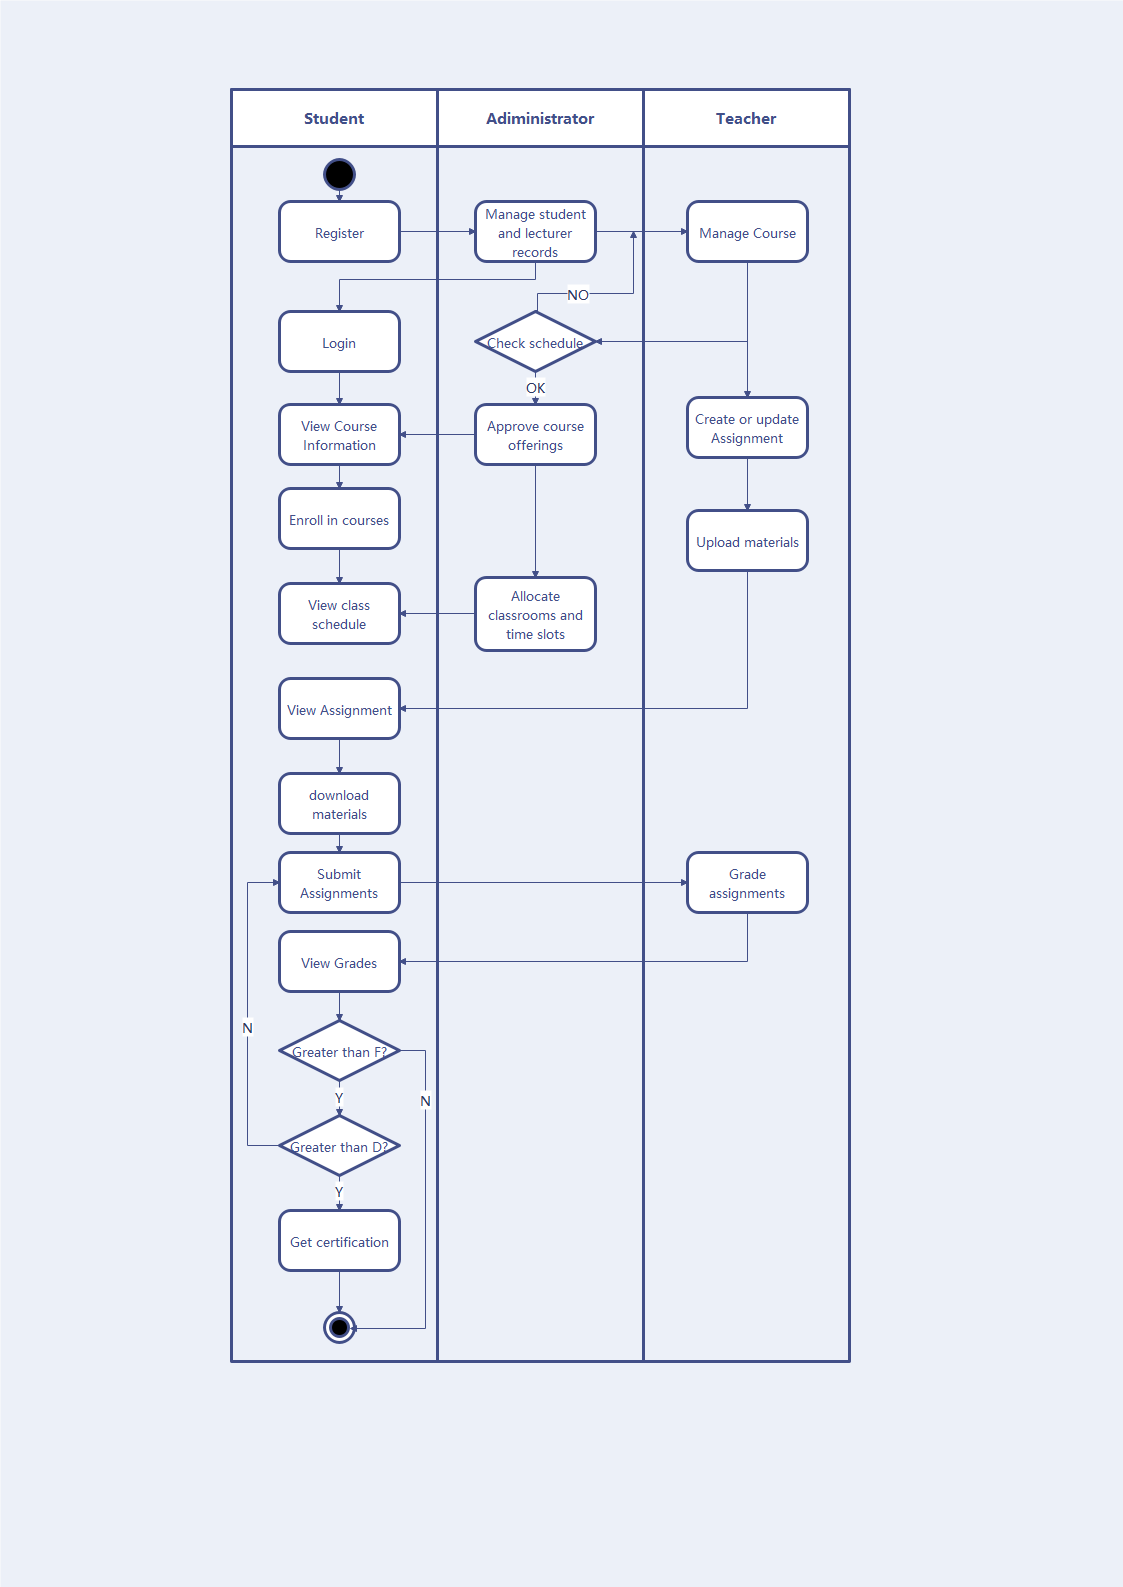 Student
Adiministrator
Teacher
Register
Manage student
and lecturer
records
Manage Course
NO
Login
Check schedule
OK
View Course
Information
Approve course
offerings
Create or update
Assignment
Enroll in courses
Upload materials
View class
schedule
Allocate
classrooms and
time slots
View Assignment
download
materials
Submit
Assignments
Grade
assignments
View Grades
N
Greater than F?
Y
N
Greater than D?
Y
Get certification